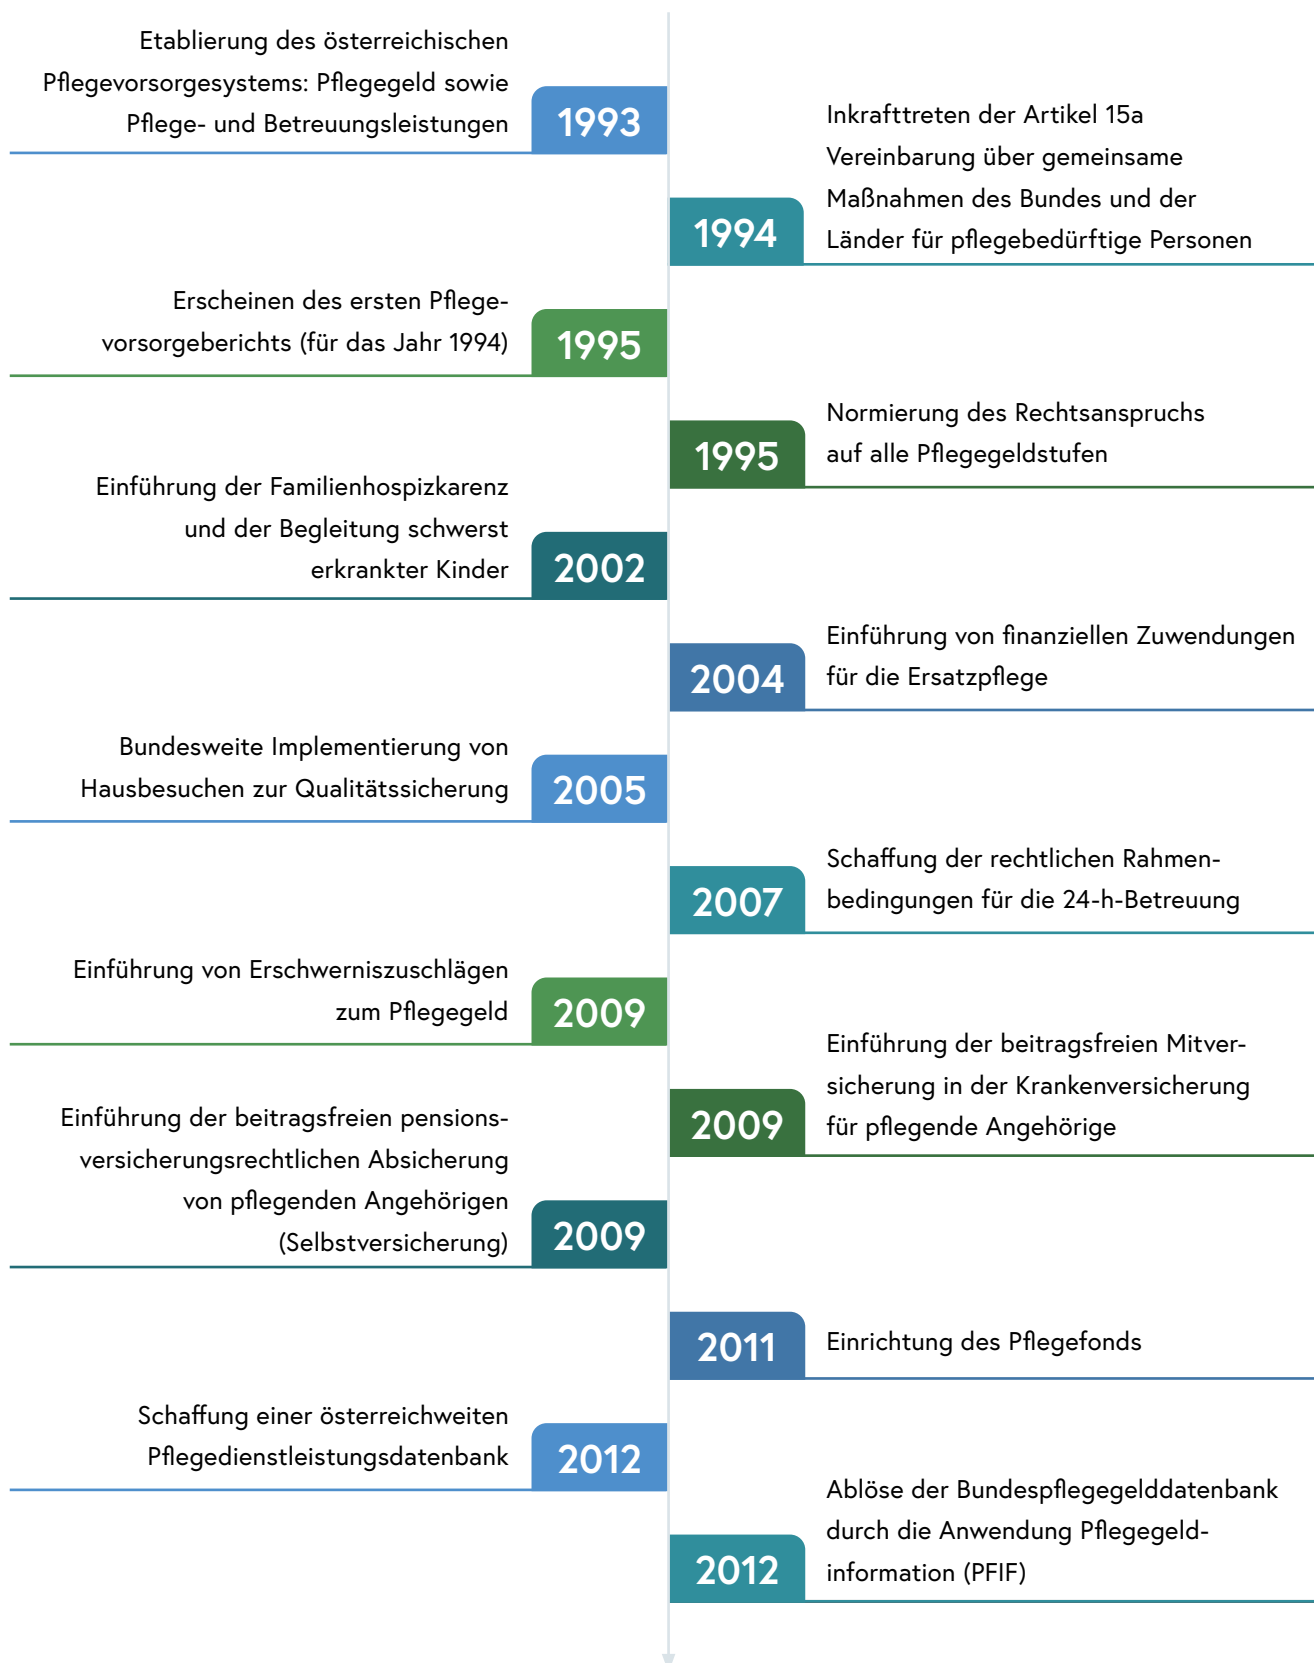 Etablierung des österreichischen
Pflegevorsorgesystems: Pflegegeld sowie
Pflege- und Betreuungsleistungen
1993
Inkrafttreten der Artikel 15a
Vereinbarung über gemeinsame
Maßnahmen des Bundes und der
Länder für pflegebedürftige Personen
1994
Erscheinen des ersten Pflege-
vorsorgeberichts (für das Jahr 1994)
1995
Normierung des Rechtsanspruchs
auf alle Pflegegeldstufen
1995
Einführung der Familienhospizkarenz
und der Begleitung schwerst
erkrankter Kinder
2002
Einführung von finanziellen Zuwendungen
für die Ersatzpflege
2004
Bundesweite Implementierung von
Hausbesuchen zur Qualitätssicherung
2005
Schaffung der rechtlichen Rahmen-
bedingungen für die 24-h-Betreuung
2007
Einführung von Erschwerniszuschlägen
zum Pflegegeld
2009
Einführung der beitragsfreien Mitver-
sicherung in der Krankenversicherung
für pflegende Angehörige
2009
Einführung der beitragsfreien pensions-
versicherungsrechtlichen Absicherung
von pflegenden Angehörigen
(Selbstversicherung)
2009
2011
Einrichtung des Pflegefonds
Schaffung einer österreichweiten
Pflegedienstleistungsdatenbank
2012
Ablöse der Bundespflegegelddatenbank
durch die Anwendung Pflegegeld-
information (PFIF)
2012